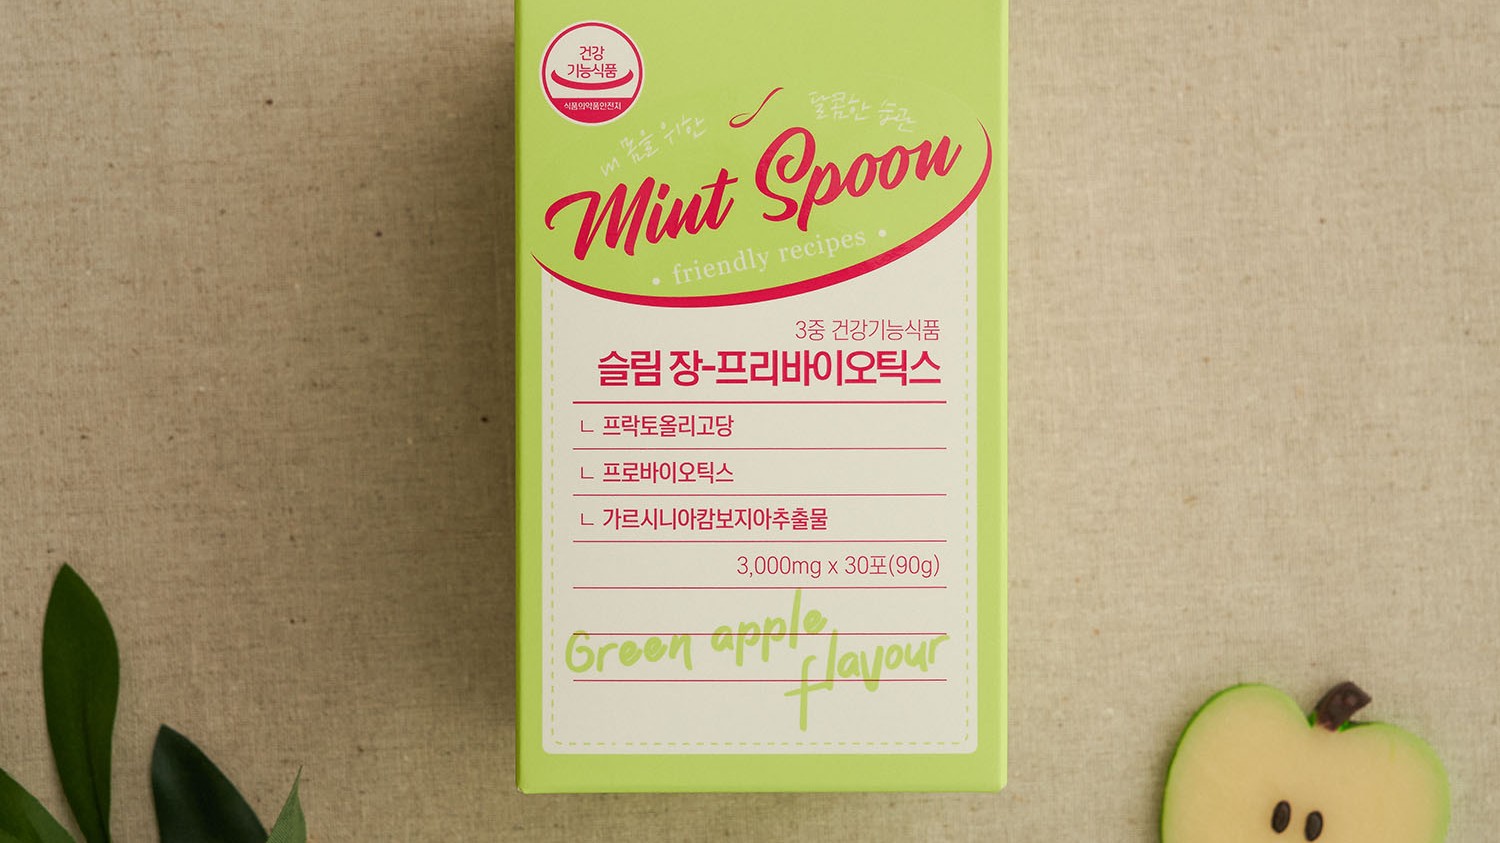 건강
기능식품
식품의약품안전처
몸을 위한
달콤한 습관
Mint Spoon
• friendly recipes •
3중 건강기능식품
슬림 장-프리바이오틱스
ㄴ 프락토올리고당
ㄴ 프로바이오틱스
ㄴ 가르시니아캄보지아추출물
3,000mg x 30포(90g)
Green apple
flavour